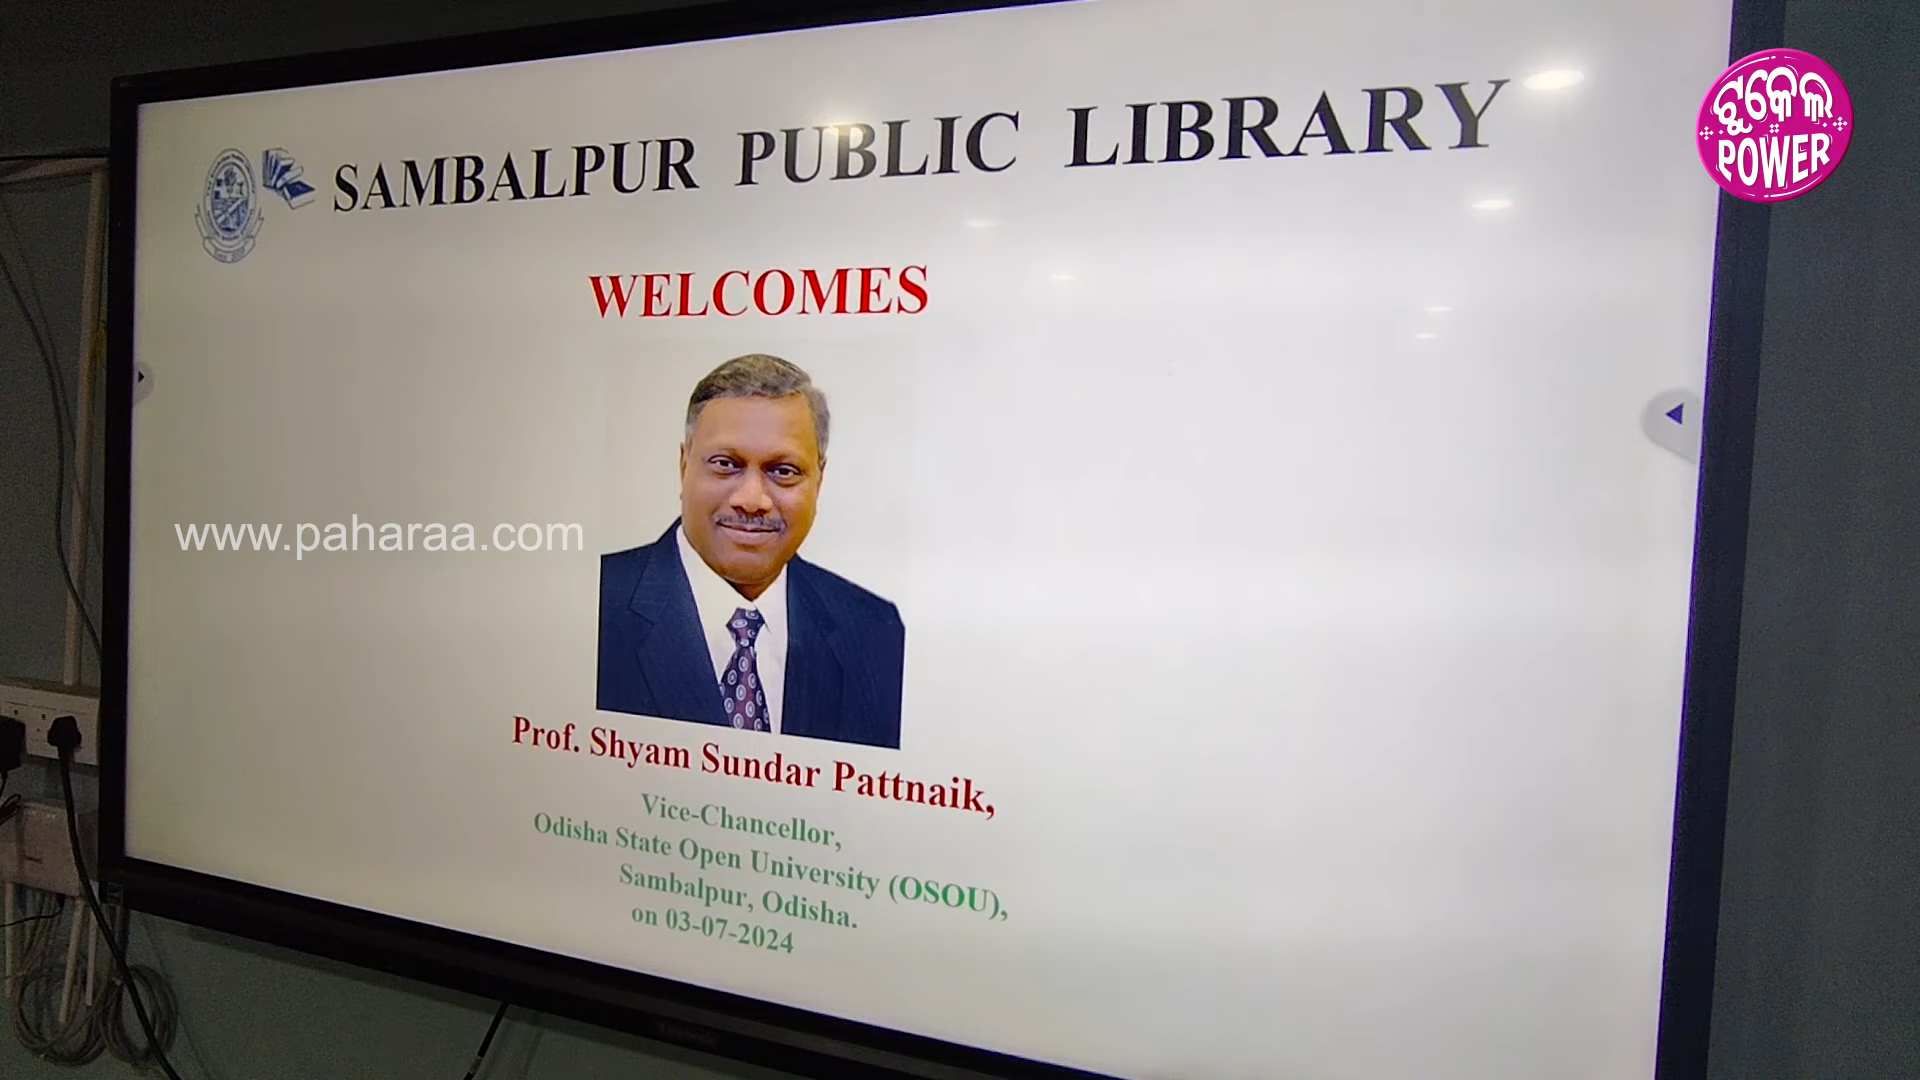 SAMBALPUR PUBLIC LIBRARY
ଟୁକେଲ
POWER
WELCOMES
www.paharaa.com
Prof. Shyam Sundar Pattnaik,
Vice-Chancellor,
Odisha State Open University (OSOU),
Sambalpur, Odisha.
on 03-07-2024